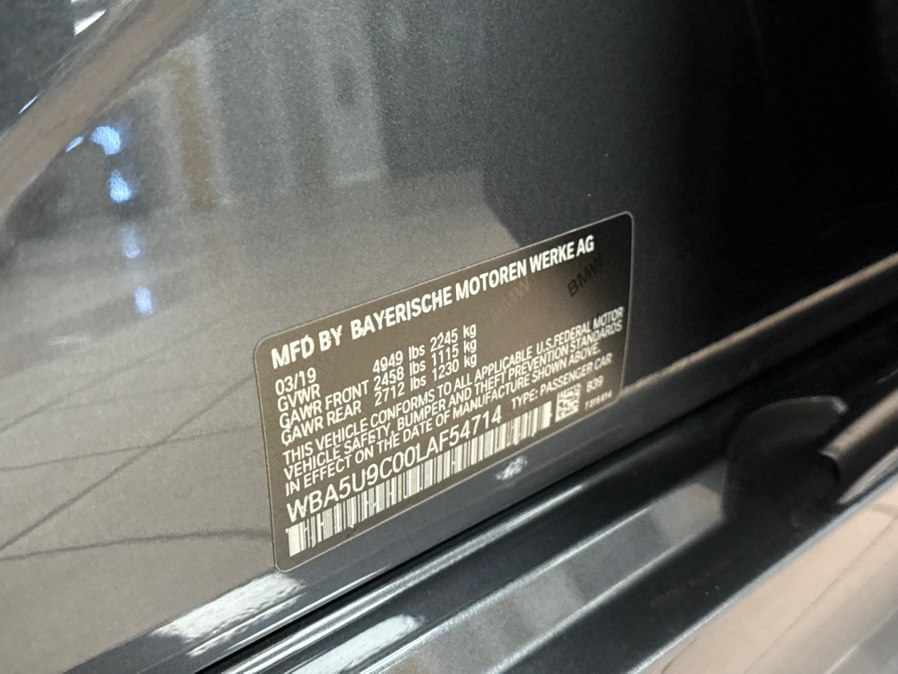 MFD BY BAYERISCHE MOTOREN WERKE AG
BMW
03/19
GVWR 4949 lbs 2245 kg
GAWR FRONT 2458 lbs 1115 kg
GAWR REAR 2712 lbs 1230 kg
THIS VEHICLE CONFORMS TO ALL APPLICABLE U.S.FEDERAL MOTOR
VEHICLE SAFETY, BUMPER AND THEFT PREVENTION STANDARDS
IN EFFECT ON THE DATE OF MANUFACTURE SHOWN ABOVE.
WBA5U9C00LAF54714 TYPE: PASSENGER CAR
B39